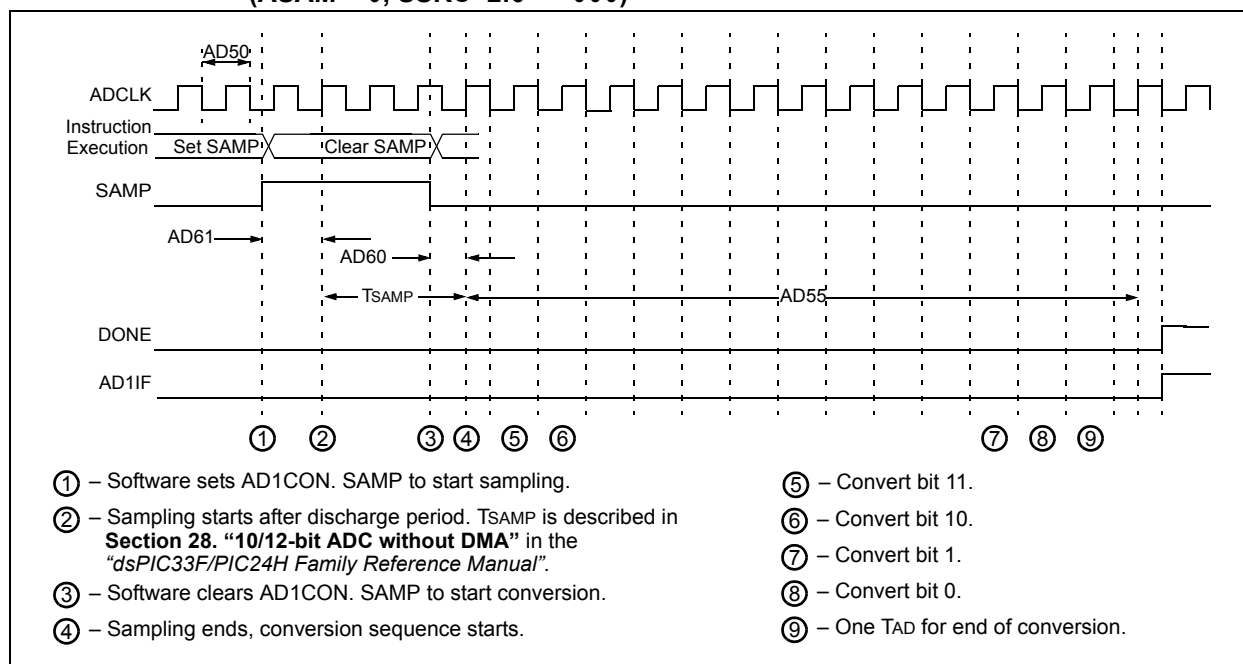 (ASAM = 0, SSRC<2:0> = 000)
AD50
ADCLK
Instruction
Execution
Set SAMP
Clear SAMP
SAMP
AD61
AD60
TSAMP
AD55
DONE
AD1IF
1 2 3 4 5 6 7 8 9
1 – Software sets AD1CON. SAMP to start sampling.
2 – Sampling starts after discharge period. TSAMP is described in
Section 28. “10/12-bit ADC without DMA” in the
“dsPIC33F/PIC24H Family Reference Manual”.
3 – Software clears AD1CON. SAMP to start conversion.
4 – Sampling ends, conversion sequence starts.
5 – Convert bit 11.
6 – Convert bit 10.
7 – Convert bit 1.
8 – Convert bit 0.
9 – One TAD for end of conversion.